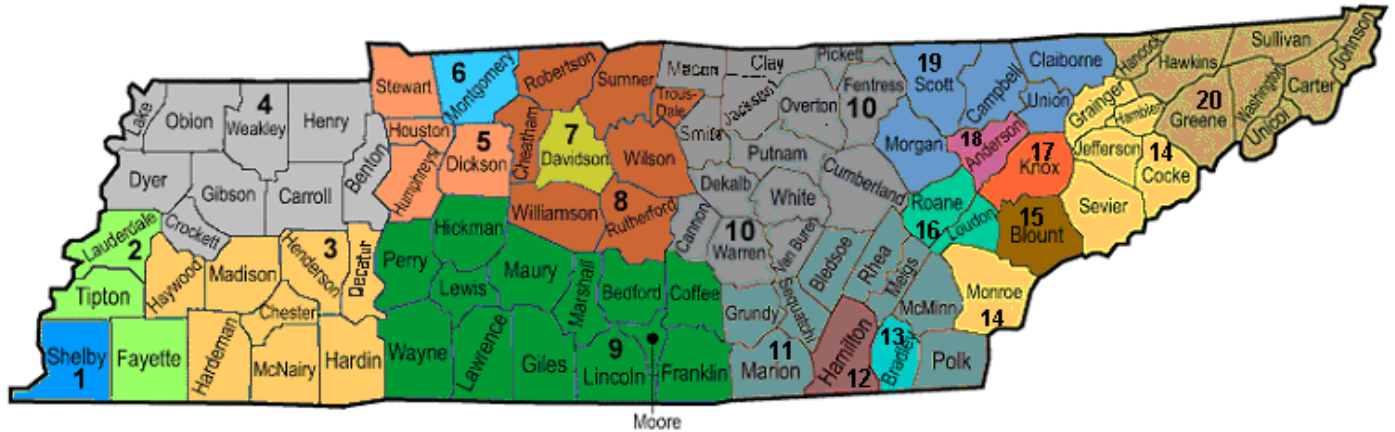 Lake
Obion
4
Weakley
Henry
Dyer
Gibson
Carroll
Benton
Crockett
Lauderdale
2
Tipton
Shelby
1
Fayette
Haywood
Madison
Henderson
3
Decatur
Chester
Hardeman
McNairy
Hardin
Stewart
6
Montgomery
Houston
5
Dickson
Humphreys
Robertson
Sumner
Trous-
Dale
Cheatham
7
Davidson
Wilson
Williamson
8
Rutherford
Hickman
Perry
Lewis
Maury
Marshall
Bedford
Coffee
Wayne
Lawrence
Giles
9
Lincoln
Franklin
Moore
Macon
Clay
Pickett
Jackson
Overton
Fentress
10
Smith
Putnam
Cumberland
Dekalb
White
Cannon
10
Warren
Van Buren
Bledsoe
Rhea
Meigs
McMinn
Grundy
Sequatchi
11
Marion
Hamilton
12
13
Bradley
Polk
19
Scott
Campbell
Claiborne
Union
Morgan
18
Anderson
17
Knox
Roane
16
Loudon
15
Blount
Monroe
14
Grainger
Hambles
Jefferson
14
Cocke
Sevier
Hancock
Hawkins
Sullivan
Johnson
20
Greene
Washington
Carter
Unicoi